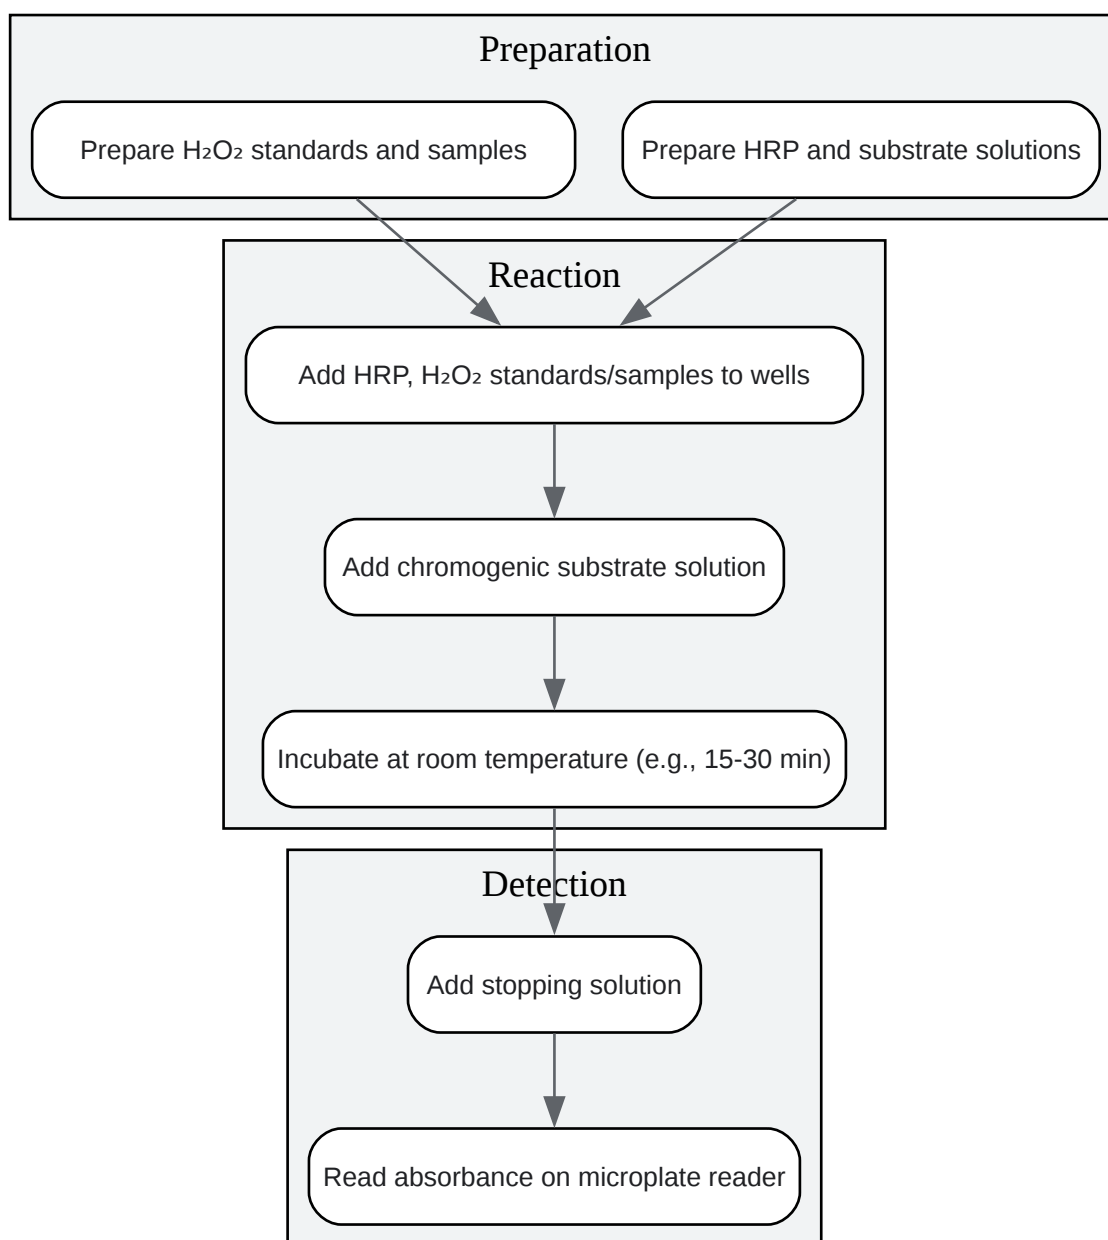 Preparation
Prepare H₂O₂ standards and samples
Prepare HRP and substrate solutions
Reaction
Add HRP, H₂O₂ standards/samples to wells
Add chromogenic substrate solution
Incubate at room temperature (e.g., 15-30 min)
Detection
Add stopping solution
Read absorbance on microplate reader